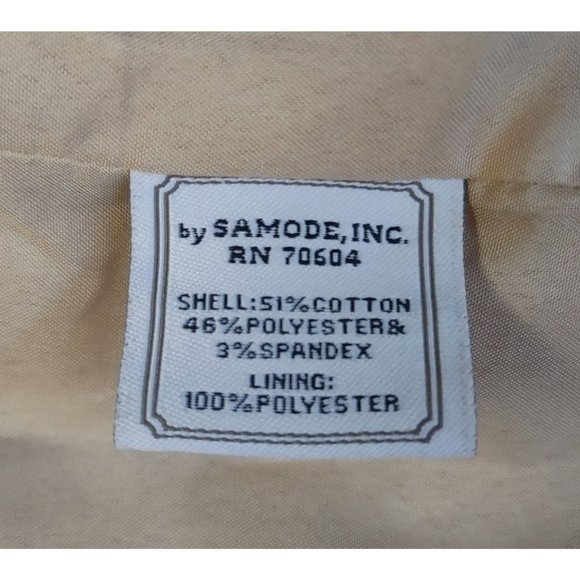 by SAMODE, INC.
RN 70604
SHELL:51%COTTON
46%POLYESTER&
3%SPANDEX
LINING:
100%POLYESTER